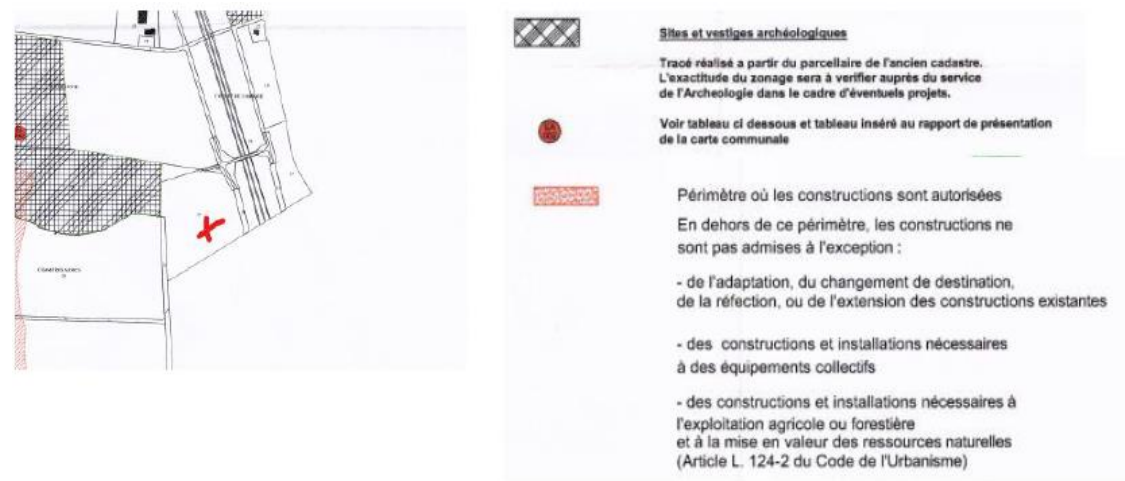 Sites et vestiges archéologiques
Tracé réalisé a partir du parcellaire de l'ancien cadastre.
L'exactitude du zonage sera à vérifier auprès du service
de l'Archeologie dans le cadre d'éventuels projets.
Voir tableau ci dessous et tableau inséré au rapport de présentation
de la carte communale
Périmètre où les constructions sont autorisées
En dehors de ce périmètre, les constructions ne
sont pas admises à l'exception :
- de l'adaptation, du changement de destination,
de la réfection, ou de l'extension des constructions existantes
- des constructions et installations nécessaires
à des équipements collectifs
- des constructions et installations nécessaires à
l'exploitation agricole ou forestière
et à la mise en valeur des ressources naturelles
(Article L. 124-2 du Code de l'Urbanisme)